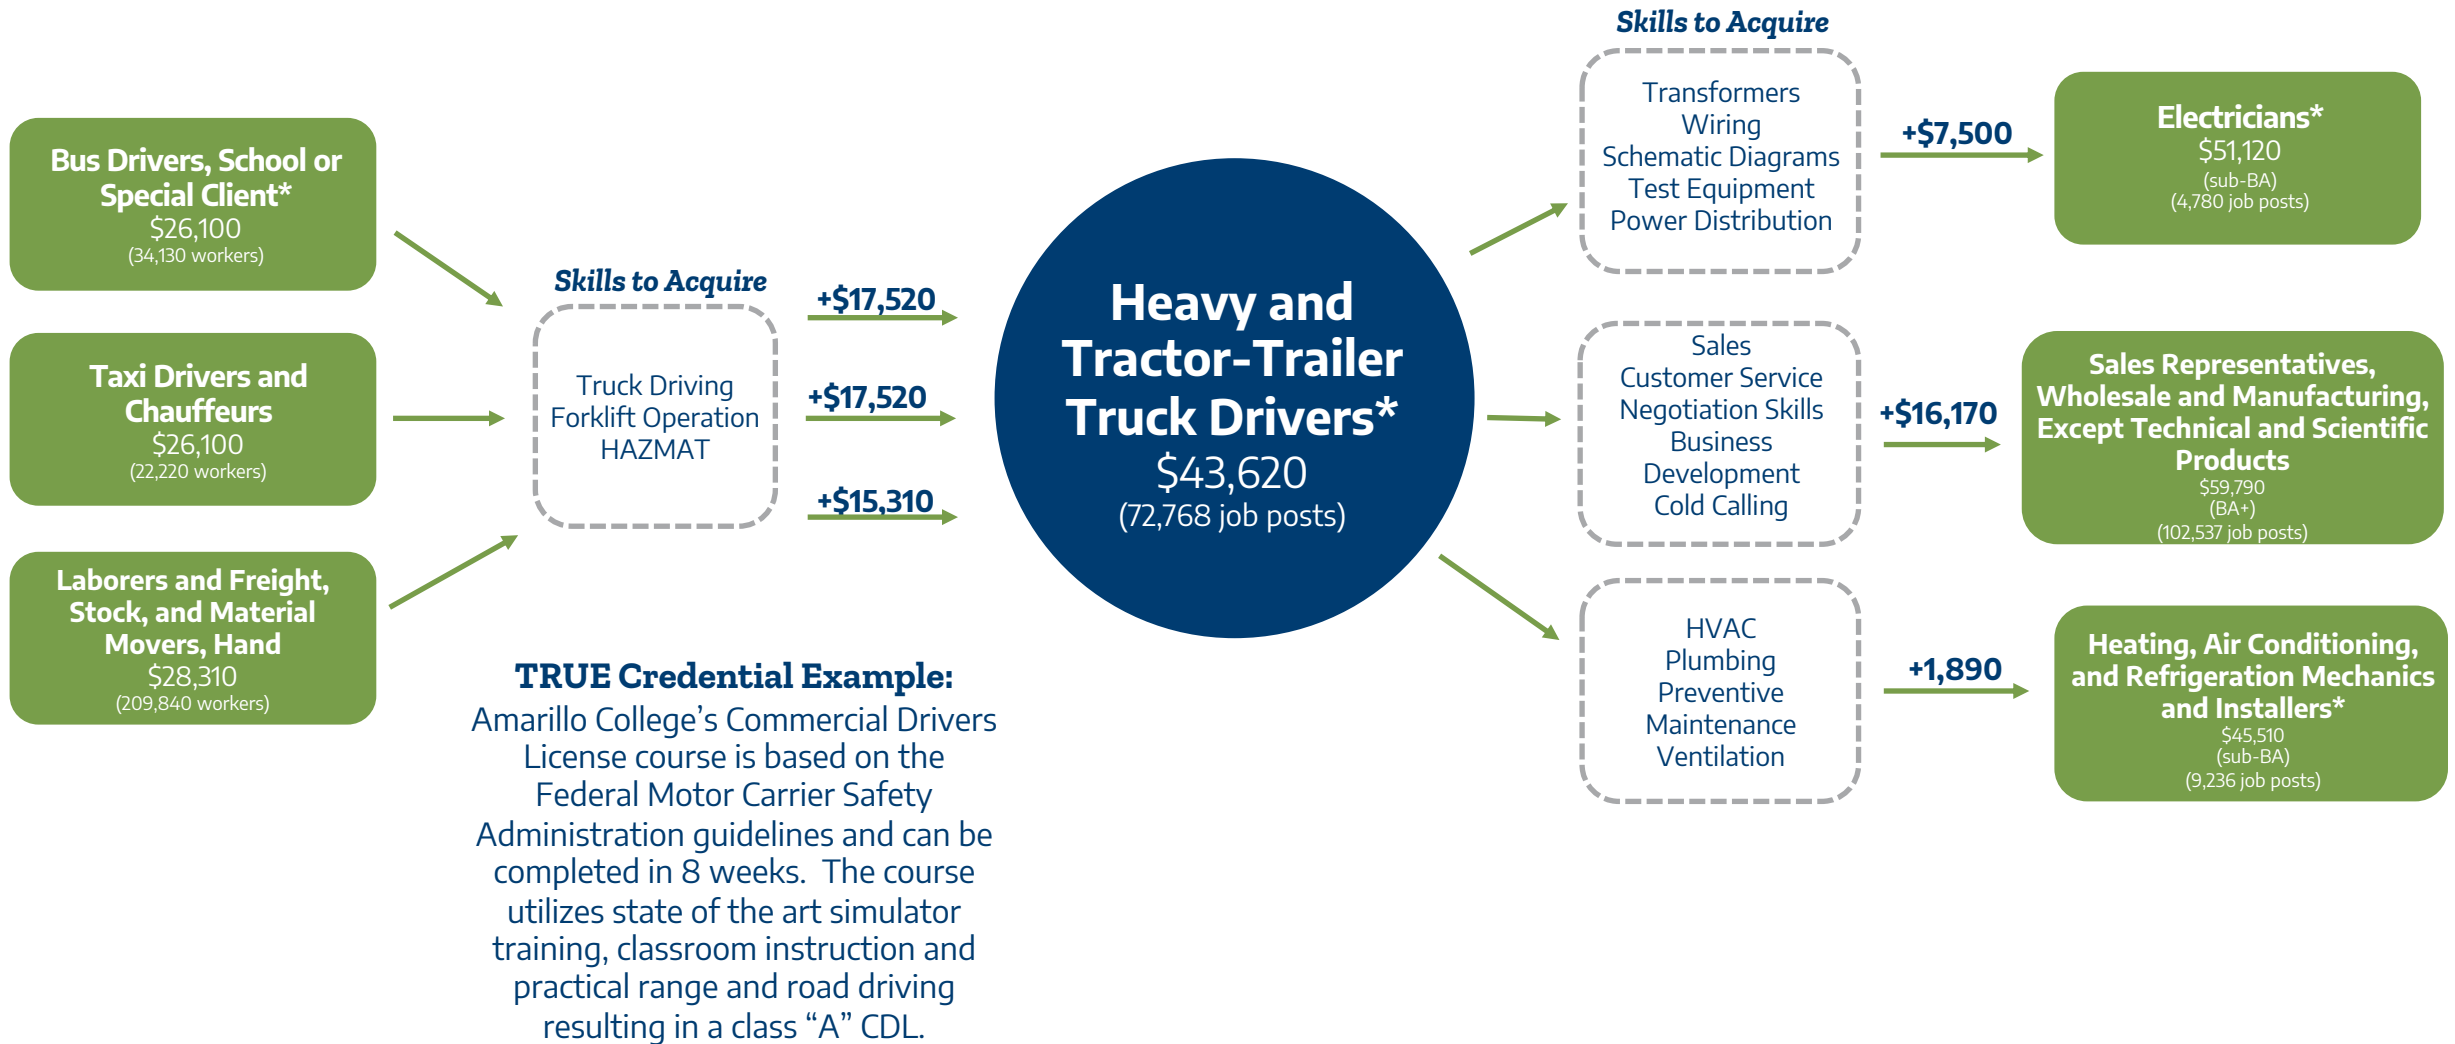 Bus Drivers, School or
Special Client*
$26,100
(34,130 workers)
Taxi Drivers and
Chauffeurs
$26,100
(22,220 workers)
Laborers and Freight,
Stock, and Material
Movers, Hand
$28,310
(209,840 workers)
Skills to Acquire
Truck Driving
Forklift Operation
HAZMAT
+$17,520
+$17,520
+$15,310
TRUE Credential Example:
Amarillo College’s Commercial Drivers
License course is based on the
Federal Motor Carrier Safety
Administration guidelines and can be
completed in 8 weeks.  The course
utilizes state of the art simulator
training, classroom instruction and
practical range and road driving
resulting in a class “A” CDL.
Heavy and
Tractor-Trailer
Truck Drivers*
$43,620
(72,768 job posts)
Skills to Acquire
Transformers
Wiring
Schematic Diagrams
Test Equipment
Power Distribution
+$7,500
Electricians*
$51,120
(sub-BA)
(4,780 job posts)
Sales
Customer Service
Negotiation Skills
Business
Development
Cold Calling
+$16,170
Sales Representatives,
Wholesale and Manufacturing,
Except Technical and Scientific
Products
$59,790
(BA+)
(102,537 job posts)
HVAC
Plumbing
Preventive
Maintenance
Ventilation
+1,890
Heating, Air Conditioning,
and Refrigeration Mechanics
and Installers*
$45,510
(sub-BA)
(9,236 job posts)